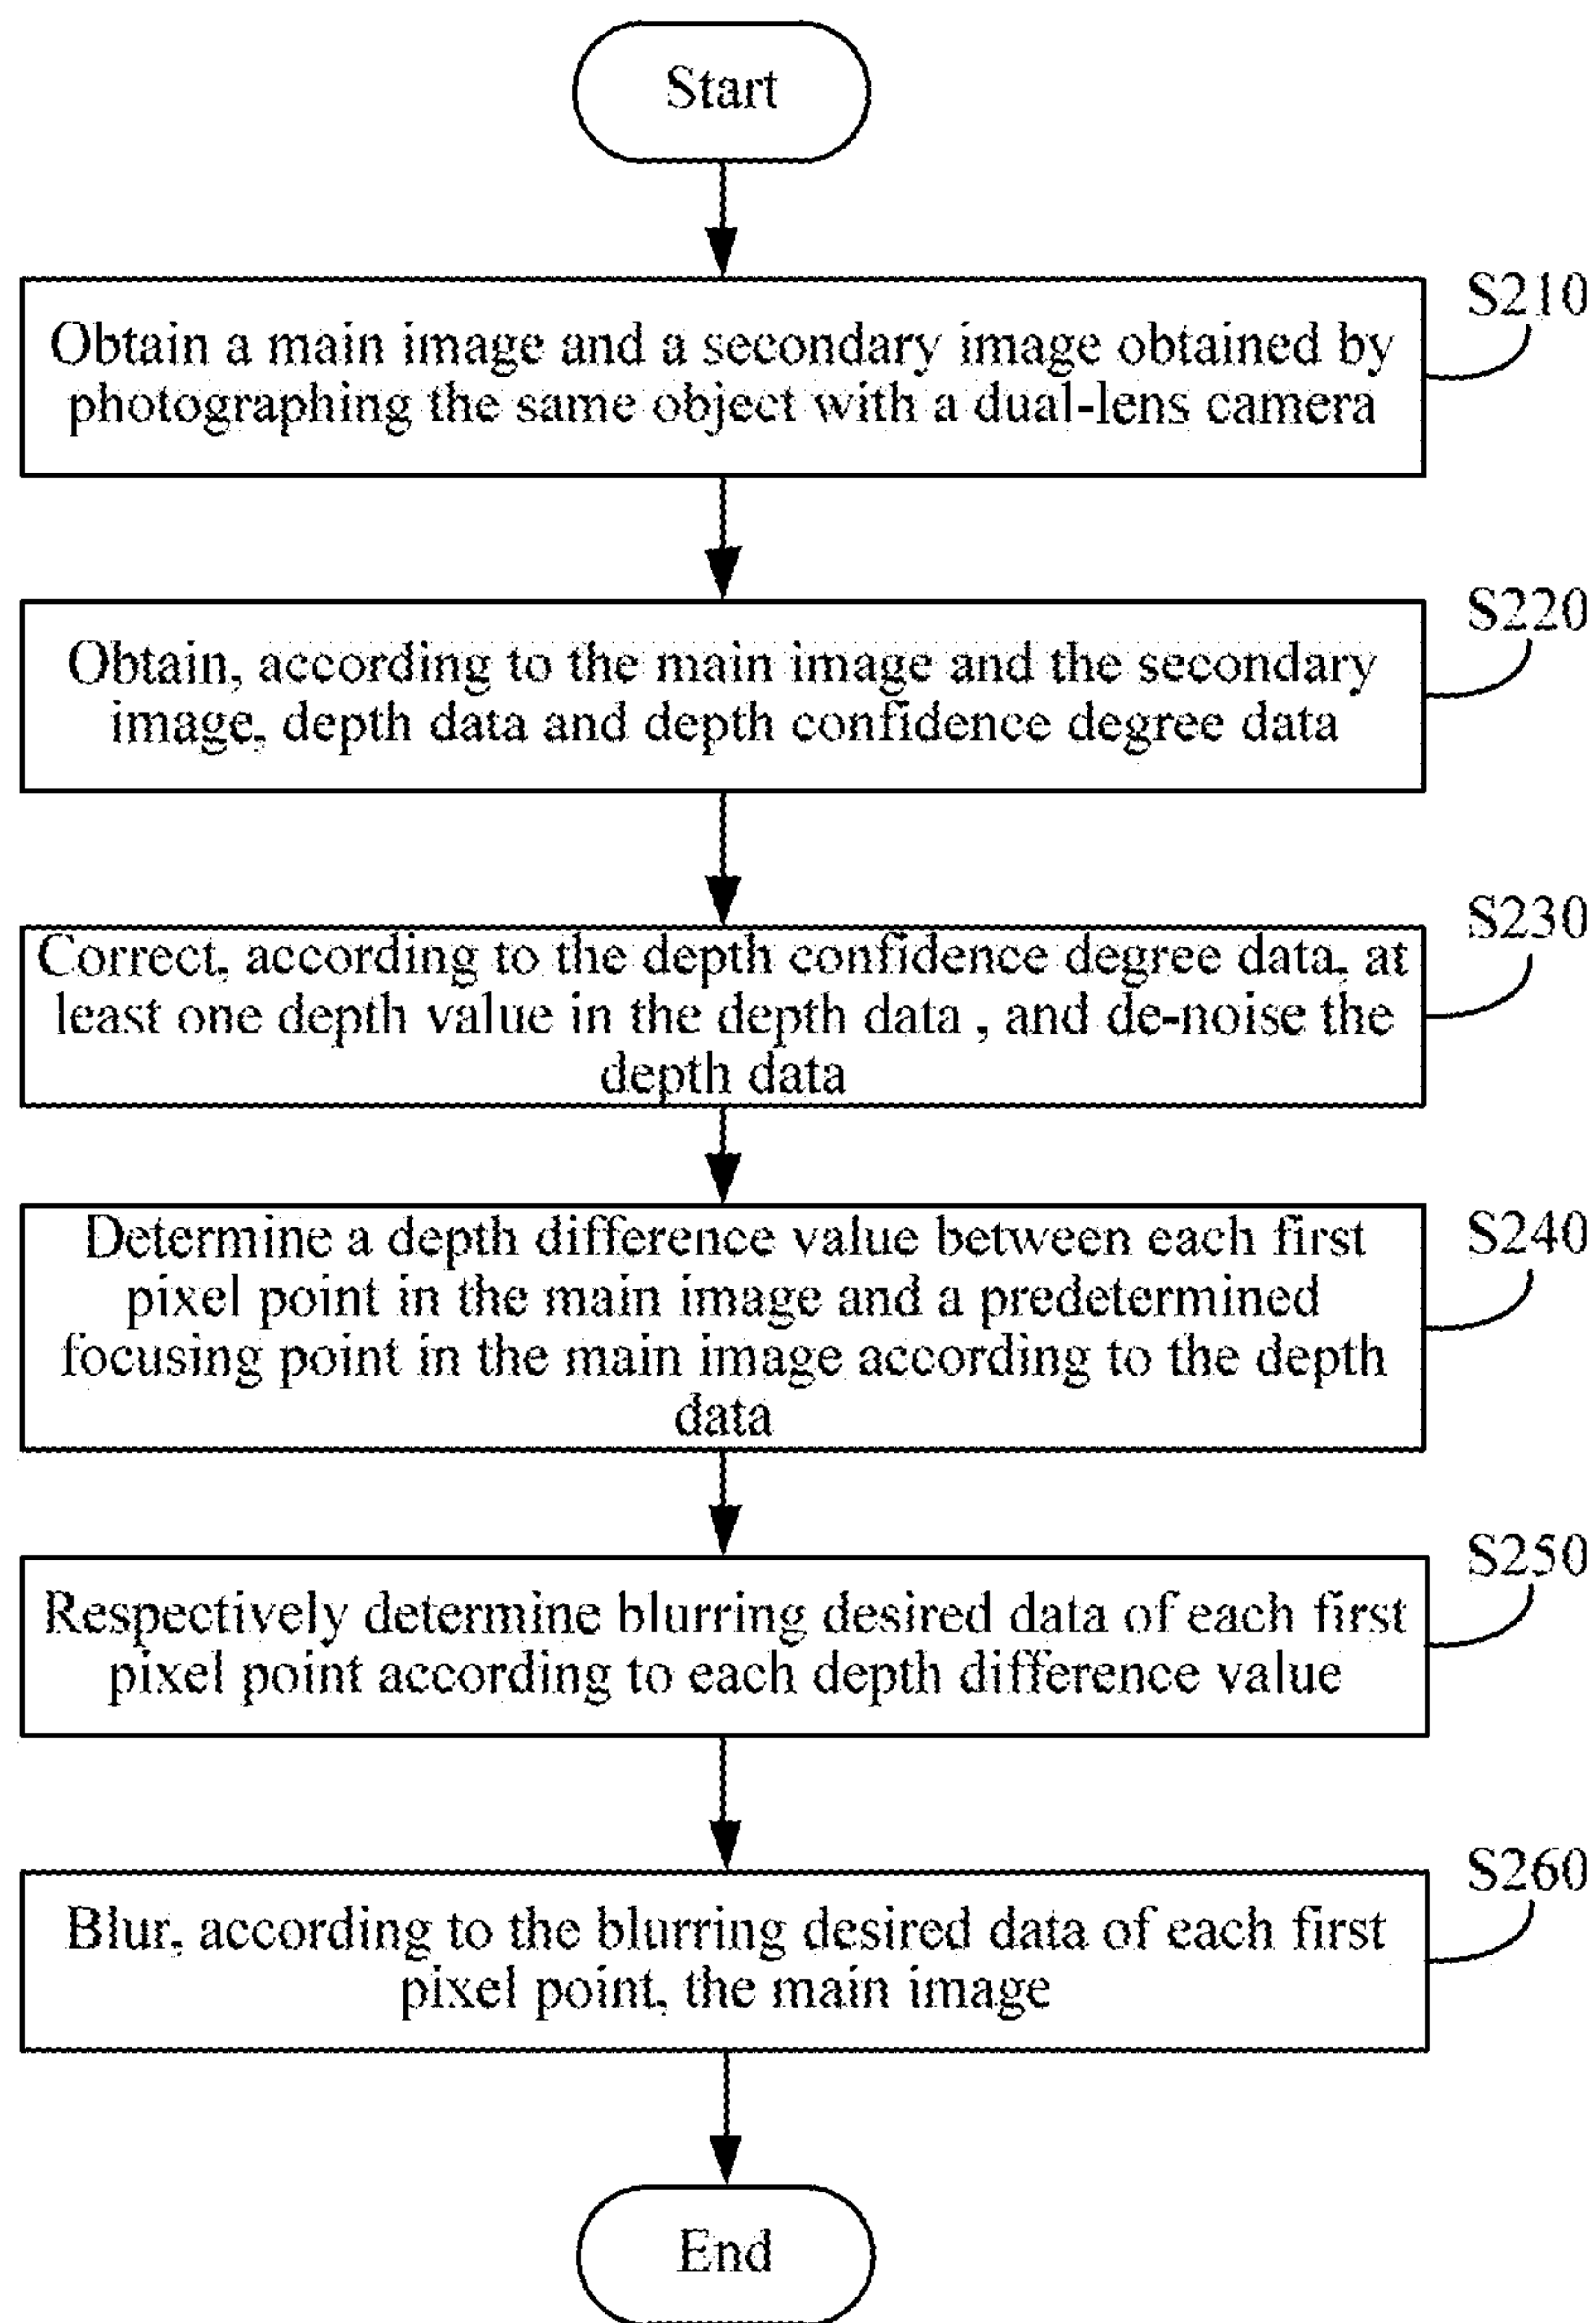 Start
S210
Obtain a main image and a secondary image obtained by
photographing the same object with a dual-lens camera
S220
Obtain, according to the main image and the secondary
image, depth data and depth confidence degree data
S230
Correct, according to the depth confidence degree data, at
least one depth value in the depth data , and de-noise the
depth data
S240
Determine a depth difference value between each first
pixel point in the main image and a predetermined
focusing point in the main image according to the depth
data
S250
Respectively determine blurring desired data of each first
pixel point according to each depth difference value
S260
Blur, according to the blurring desired data of each first
pixel point, the main image
End